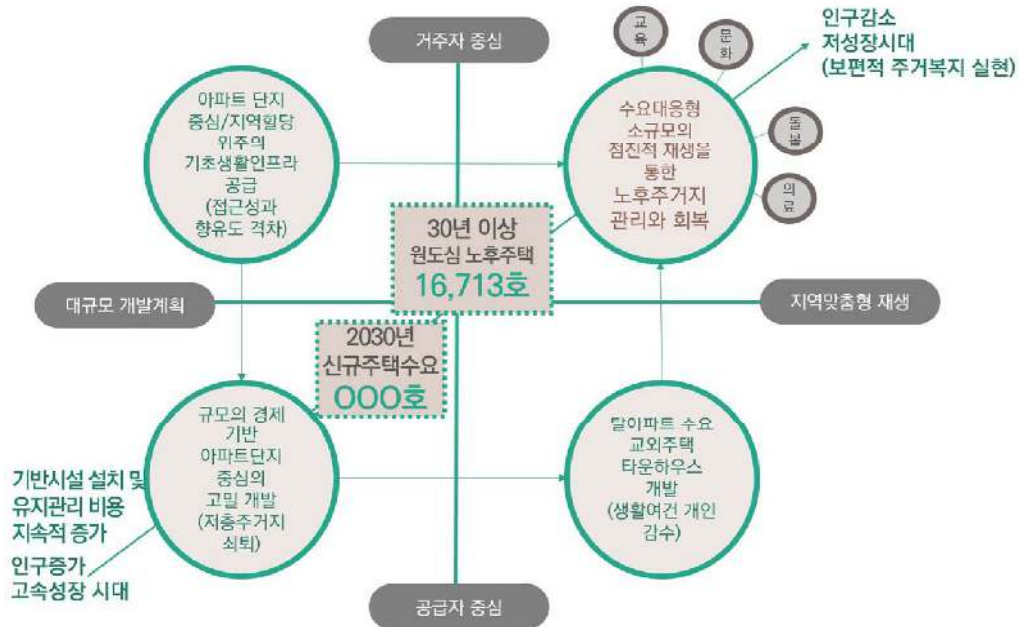 거주자 중심
교육
문화
돌봄
의료
인구감소
저성장시대
(보편적 주거복지 실현)
아파트 단지
중심/지역할당
위주의
기초생활인프라
공급
(접근성과
향유도 격차)
수요대응형
소규모의
점진적 재생을
통한
노후주거지
관리와 회복
30년 이상
원도심 노후주택
16,713호
대규모 개발계획
지역맞춤형 재생
2030년
신규주택수요
OOO호
규모의 경제
기반
아파트단지
중심의
고밀 개발
(저층주거지
쇠퇴)
탈아파트 수요
교외주택
타운하우스
개발
(생활여건 개인
감수)
기반시설 설치 및
유지관리 비용
지속적 증가
인구증가
고속성장 시대
공급자 중심